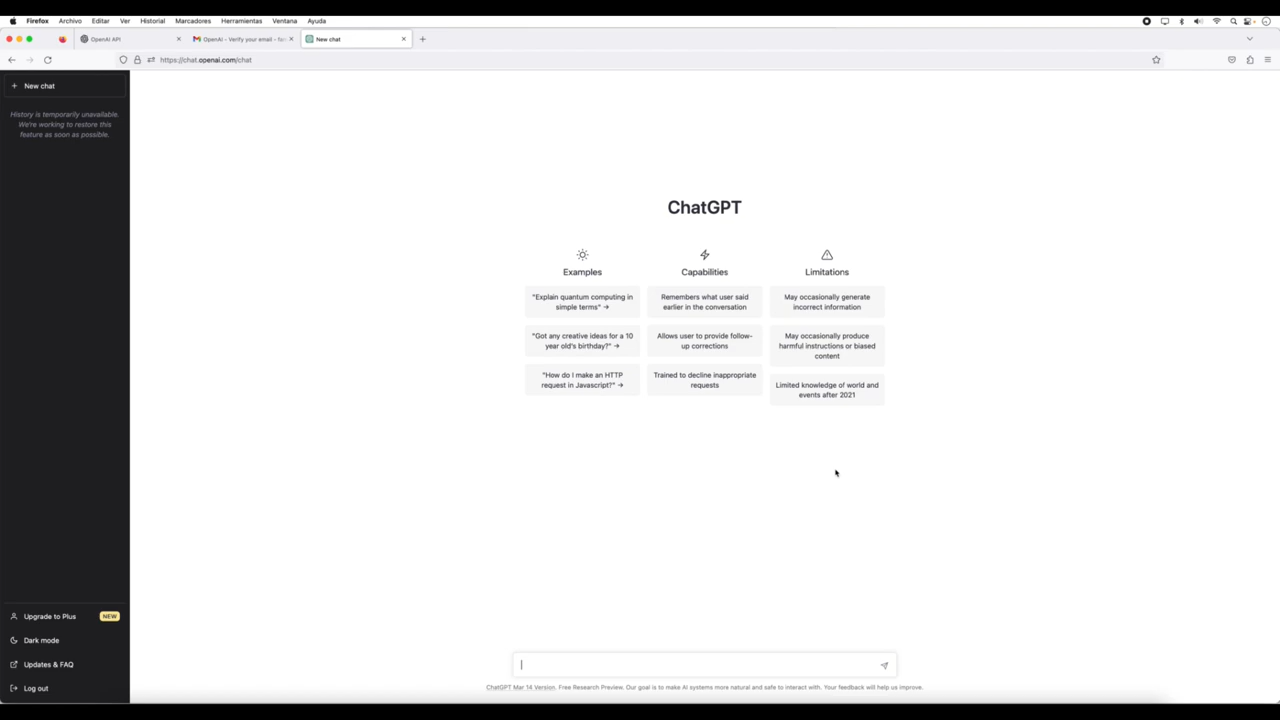 Firefox Archivo Editar Ver Historial Marcadores Herramientas Ventana Ayuda
OpenAI API
OpenAI - Verify your email -
New chat
https://chat.openai.com/chat
New chat
History is temporarily unavailable.
We're working to restore this
feature as soon as possible.
ChatGPT
Examples
"Explain quantum computing in
simple terms" →
"Got any creative ideas for a 10
year old's birthday?" →
"How do I make an HTTP
request in Javascript?" →
Capabilities
Remembers what user said
earlier in the conversation
Allows user to provide follow-
up corrections
Trained to decline inappropriate
requests
Limitations
May occasionally generate
incorrect information
May occasionally produce
harmful instructions or biased
content
Limited knowledge of world and
events after 2021
Upgrade to Plus NEW
Dark mode
Updates & FAQ
Log out
ChatGPT Mar 14 Version. Free Research Preview. Our goal is to make AI systems more natural and safe to interact with. Your feedback will help us improve.